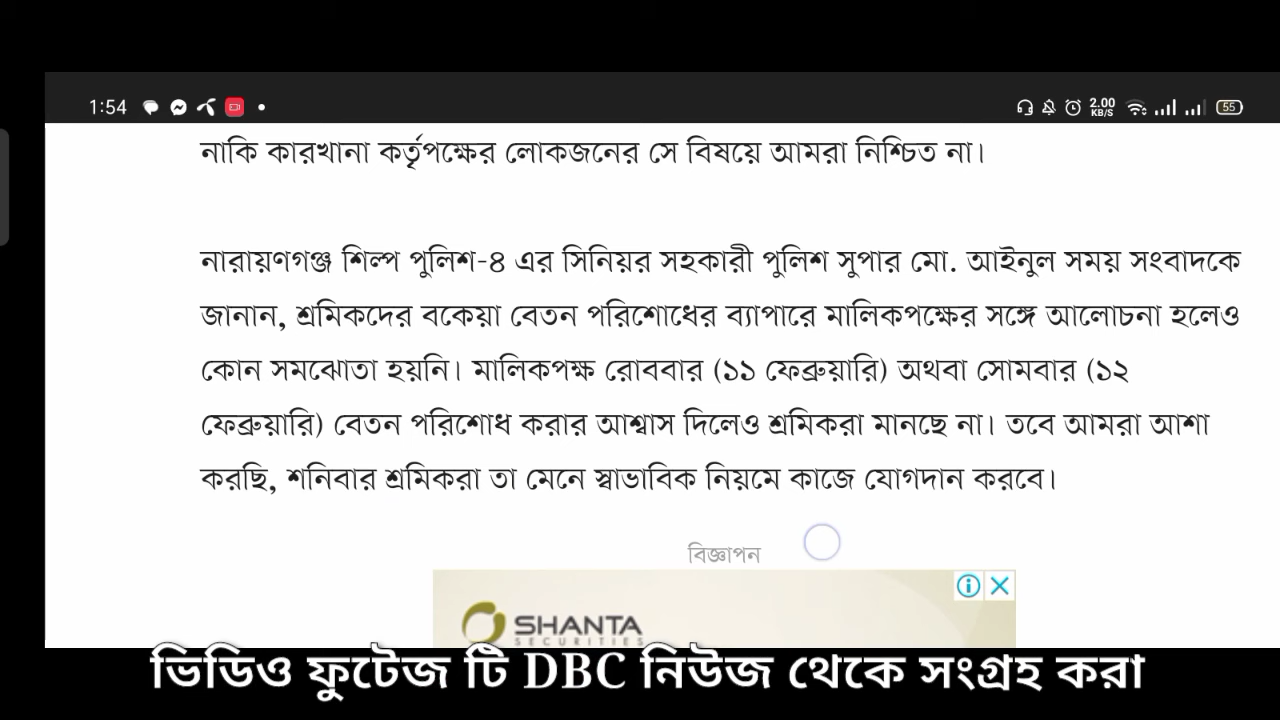 1:54
2.00
KB/S
55
নাকি কারখানা কর্তৃপক্ষের লোকজনের সে বিষয়ে আমরা নিশ্চিত না।
নারায়ণগঞ্জ শিল্প পুলিশ-৪ এর সিনিয়র সহকারী পুলিশ সুপার মো. আইনুল সময় সংবাদকে
জানান, শ্রমিকদের বকেয়া বেতন পরিশোধের ব্যাপারে মালিকপক্ষের সঙ্গে আলোচনা হলেও
কোন সমঝোতা হয়নি। মালিকপক্ষ রোববার (১১ ফেব্রুয়ারি) অথবা সোমবার (১২
ফেব্রুয়ারি) বেতন পরিশোধ করার আশ্বাস দিলেও শ্রমিকরা মানছে না। তবে আমরা আশা
করছি, শনিবার শ্রমিকরা তা মেনে স্বাভাবিক নিয়মে কাজে যোগদান করবে।
বিজ্ঞাপন
SHANTA
SECURITIES
ভিডিও ফুটেজ টি DBC নিউজ থেকে সংগ্রহ করা